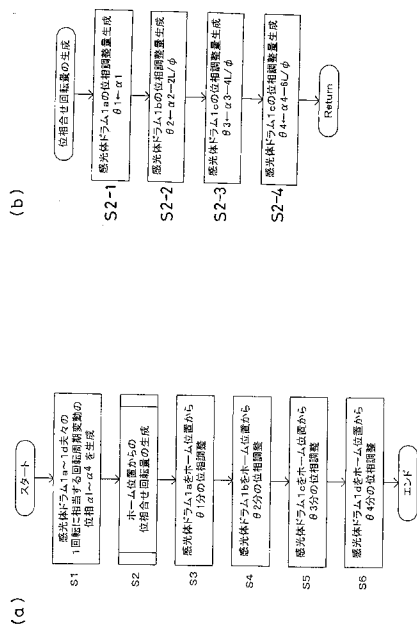 (a)
スタート
S1
感光体ドラム1a~1d夫々の
1回転に相当する回転周期変動の
位相α1~α4を生成
S2
ホーム位置からの
位相合せ回転量の生成
S3
感光体ドラム1aをホーム位置から
θ1分の位相調整
S4
感光体ドラム1bをホーム位置から
θ2分の位相調整
S5
感光体ドラム1cをホーム位置から
θ3分の位相調整
S6
感光体ドラム1dをホーム位置から
θ4分の位相調整
エンド
(b)
位相合せ回転量の生成
S2-1
感光体ドラム1aの位相調整量生成
θ1←α1
S2-2
感光体ドラム1bの位相調整量生成
θ2←α2-2L/φ
S2-3
感光体ドラム1cの位相調整量生成
θ3←α3-4L/φ
S2-4
感光体ドラム1cの位相調整量生成
θ4←α4-6L/φ
Return